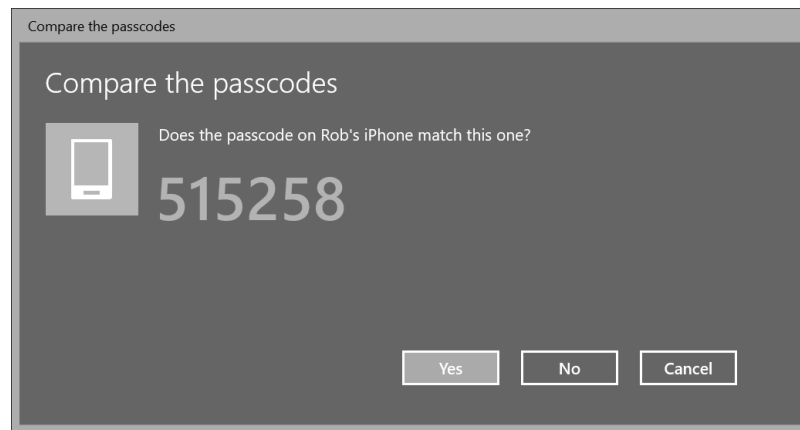 Compare the passcodes
Compare the passcodes
Does the passcode on Rob's iPhone match this one?
515258
Yes No Cancel